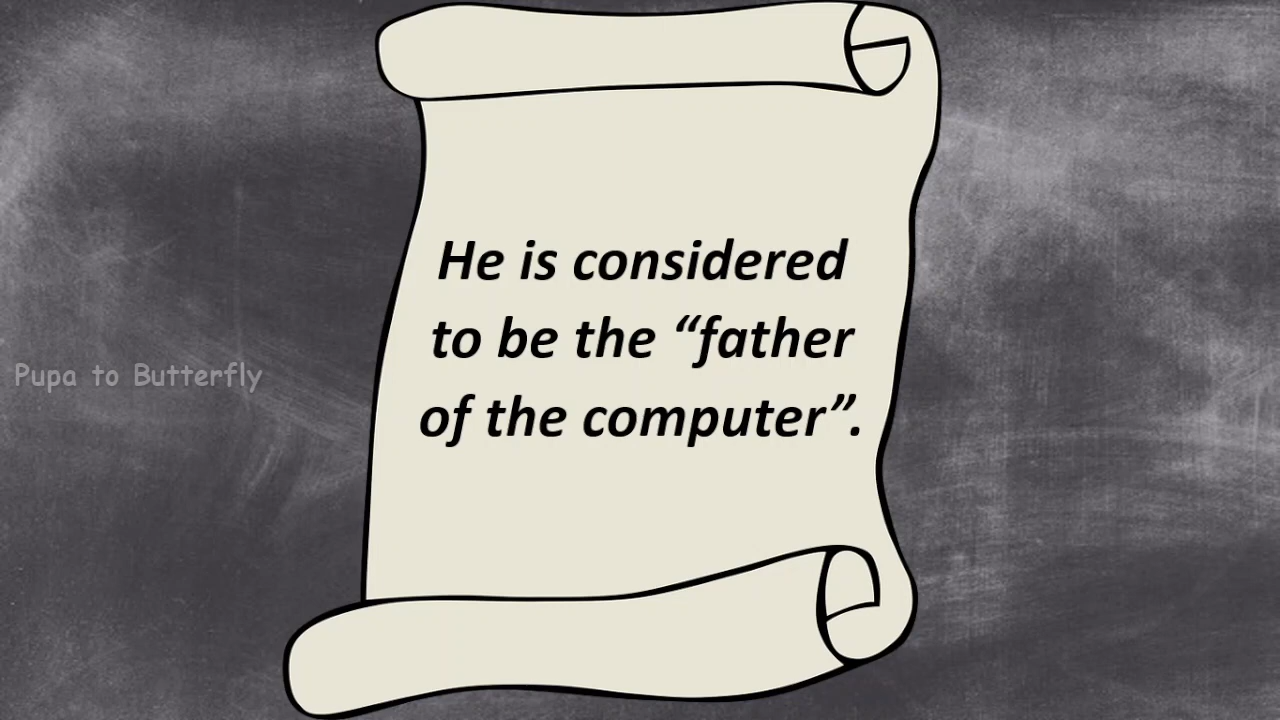 He is considered
to be the “father
of the computer”.
Pupa to Butterfly